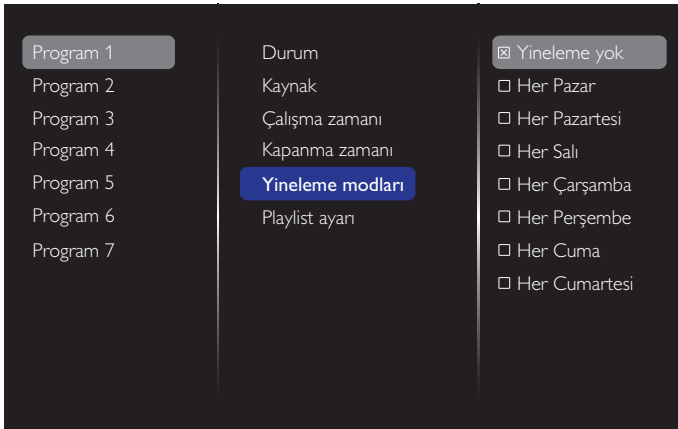 Program 1
Program 2
Program 3
Program 4
Program 5
Program 6
Program 7
Durum
Kaynak
Çalışma zamanı
Kapanma zamanı
Yineleme modları
Playlist ayarı
Yineleme yok
Her Pazar
Her Pazartesi
Her Salı
Her Çarşamba
Her Perşembe
Her Cuma
Her Cumartesi